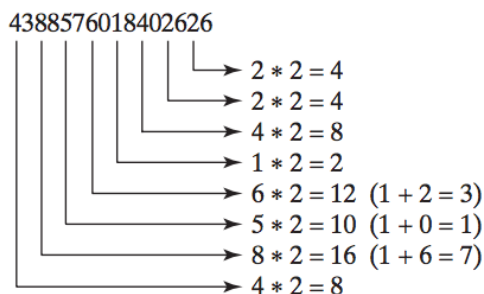 4388576018402626
2 * 2 = 4
2 * 2 = 4
4 * 2 = 8
1 * 2 = 2
6 * 2 = 12 (1 + 2 = 3)
5 * 2 = 10 (1 + 0 = 1)
8 * 2 = 16 (1 + 6 = 7)
4 * 2 = 8